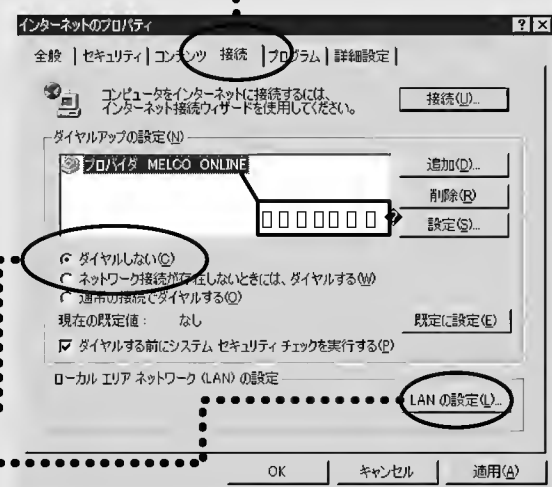 インターネットのプロパティ
全般 セキュリティ コンテンツ 接続 プログラム 詳細設定
コンピュータをインターネットに接続するには、
インターネット接続ウィザードを使用してください。
接続(U)...
ダイヤルアップの設定(N)
プロバイダ MELCO ONLINE
追加(D)...
削除(R)
設定(S)...
ダイヤルしない(C)
ネットワーク接続が存在しないときには、ダイヤルする(W)
通常の接続でダイヤルする(O)
現在の既定値： なし
既定に設定(E)
ダイヤルする前にシステム セキュリティ チェックを実行する(P)
ローカル エリア ネットワーク (LAN) の設定
LAN の設定(L)...
OK キャンセル 適用(A)